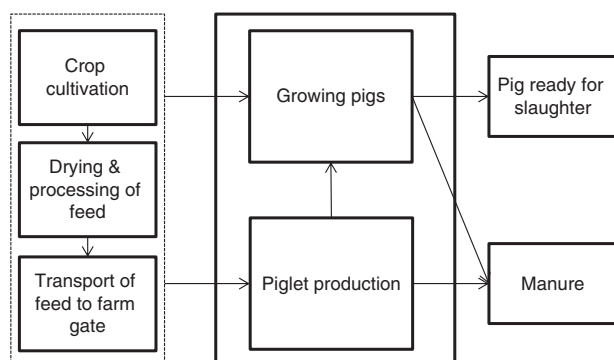 Crop
cultivation
Drying &
processing of
feed
Transport of
feed to farm
gate
Growing pigs
Piglet production
Pig ready for
slaughter
Manure